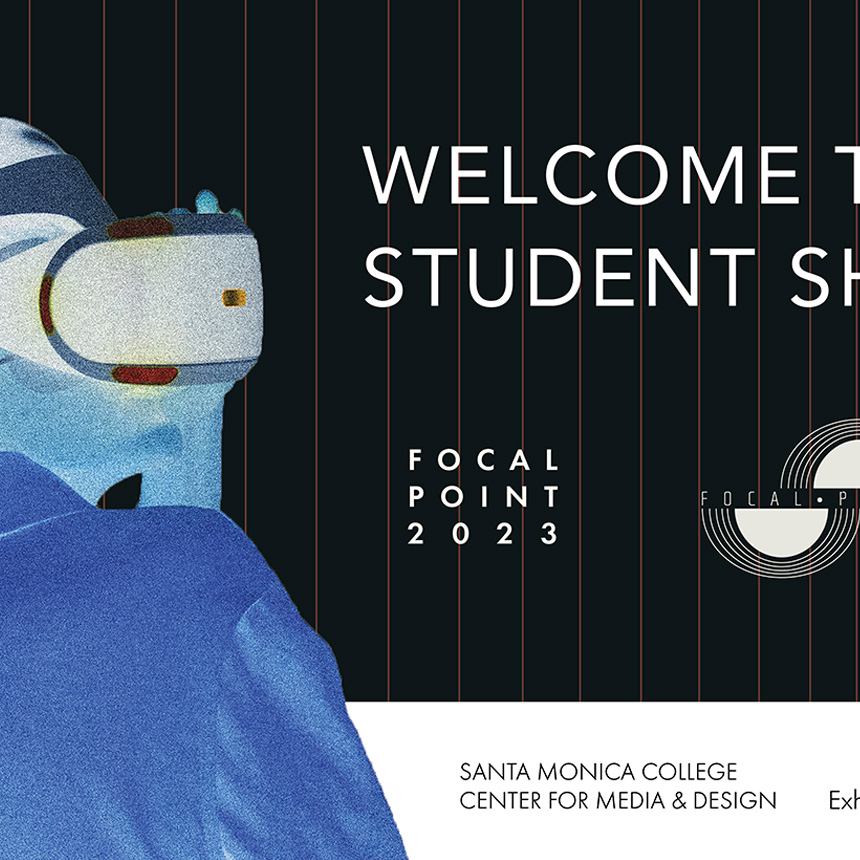 WELCOME T
STUDENT SH
FOCAL
POINT
2023
FOCAL•P
SANTA MONICA COLLEGE
CENTER FOR MEDIA & DESIGN
Exh